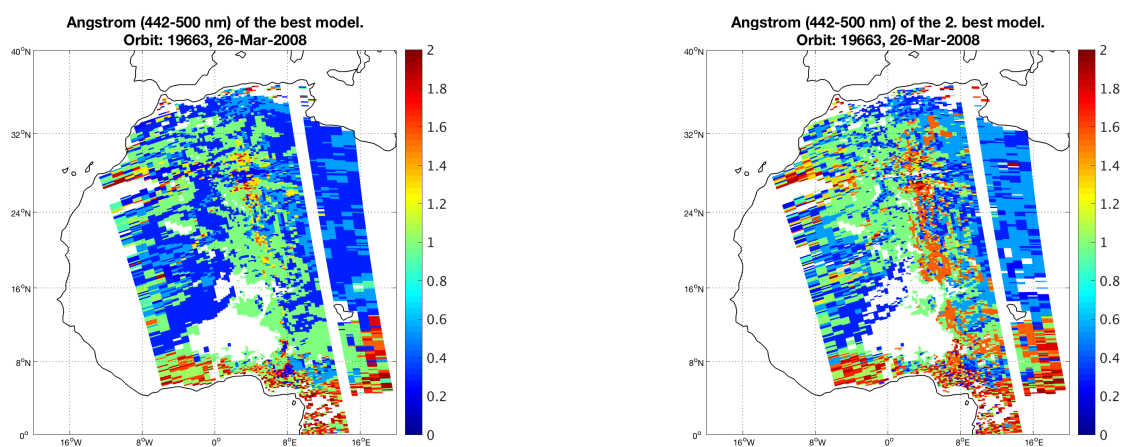 Angstrom (442-500 nm) of the best model.
Orbit: 19663, 26-Mar-2008
40°N
32°N
24°N
16°N
8°N
0°
16°W
8°W
0°
8°E
16°E
2
1.8
1.6
1.4
1.2
1
0.8
0.6
0.4
0.2
0
Angstrom (442-500 nm) of the 2. best model.
Orbit: 19663, 26-Mar-2008
40°N
32°N
24°N
16°N
8°N
0°
16°W
8°W
0°
8°E
16°E
2
1.8
1.6
1.4
1.2
1
0.8
0.6
0.4
0.2
0